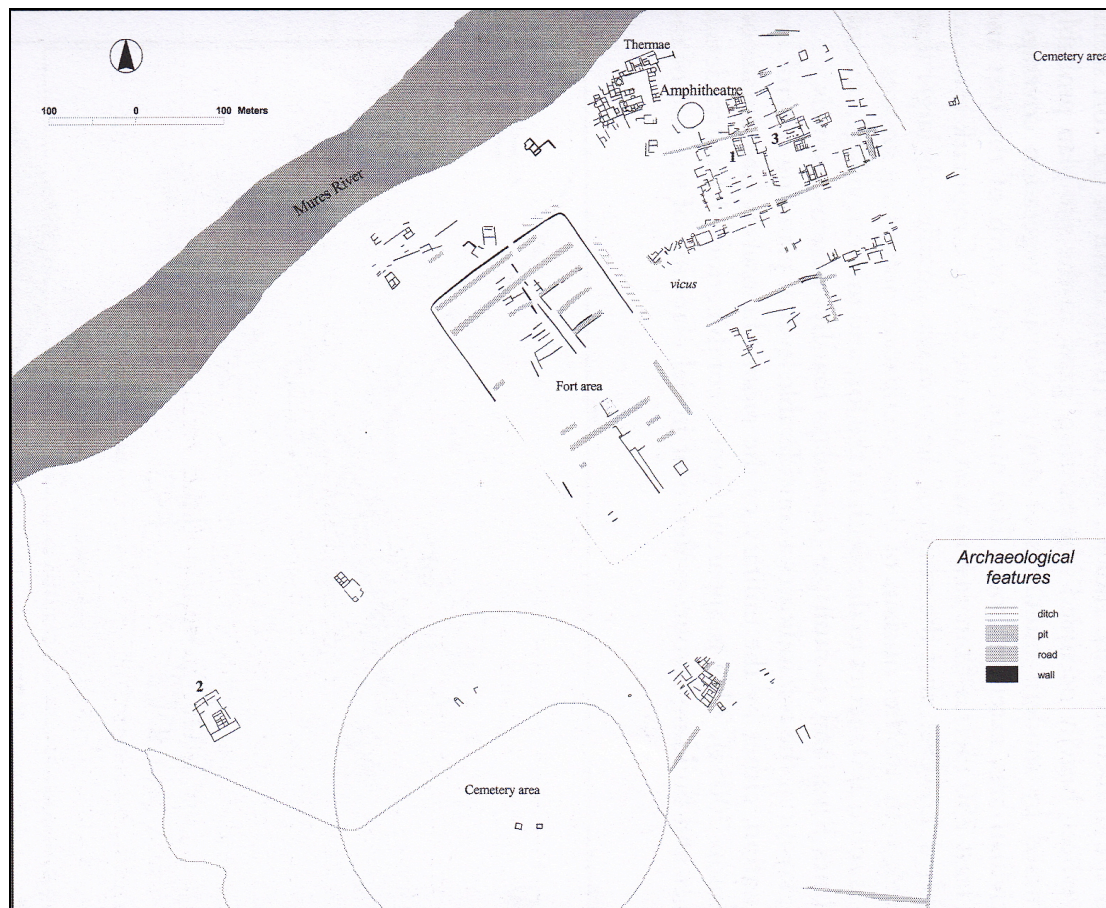 Thermae
Cemetery area
Amphitheatre
100 0 100 Meters
3
1
Mures River
vicus
Fort area
Archaeological
features
ditch
pit
road
wall
2
Cemetery area